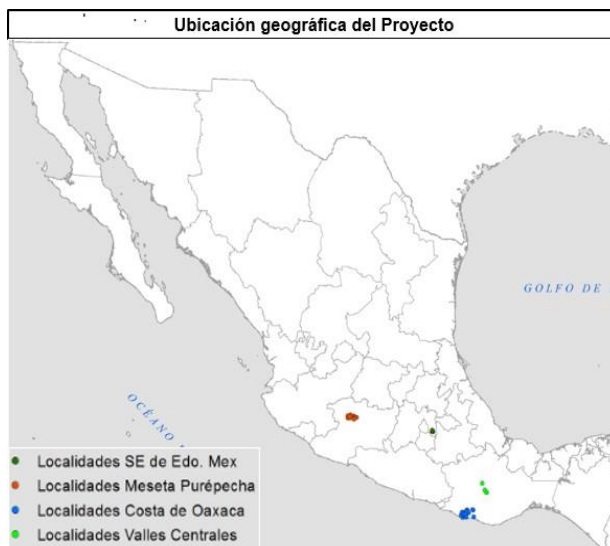 Ubicación geográfica del Proyecto
GOLFO DE
OCÉANO
Localidades SE de Edo. Mex
Localidades Meseta Purépecha
Localidades Costa de Oaxaca
Localidades Valles Centrales